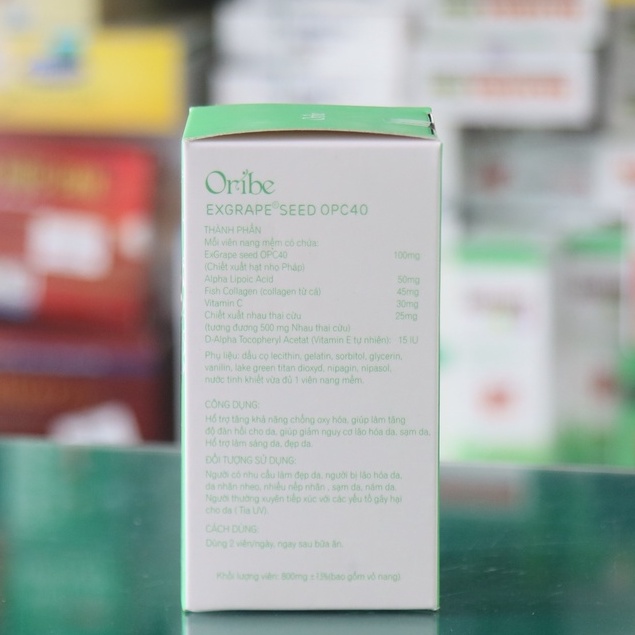 Oribe
EXGRAPE® SEED OPC40
THÀNH PHẦN
Mỗi viên nang mềm có chứa:
ExGrape seed OPC40 100mg
(Chiết xuất hạt nho Pháp)
Alpha Lipoic Acid 50mg
Fish Collagen (collagen từ cá) 45mg
Vitamin C 30mg
Chiết xuất nhau thai cừu 25mg
(tương đương 500 mg Nhau thai cừu)
D-Alpha Tocopheryl Acetat (Vitamin E tự nhiên): 15 IU
Phụ liệu: dầu cọ lecithin, gelatin, sorbitol, glycerin,
vanilin, lake green titan dioxyd, nipagin, nipasol,
nước tinh khiết vừa đủ 1 viên nang mềm.
CÔNG DỤNG:
Hỗ trợ tăng khả năng chống oxy hóa, giúp làm tăng
độ đàn hồi cho da, giúp giảm nguy cơ lão hóa da, sạm da.
Hỗ trợ làm sáng da, đẹp da.
ĐỐI TƯỢNG SỬ DỤNG:
Người có nhu cầu làm đẹp da, người bị lão hóa da,
da nhăn nheo, nhiều nếp nhăn , sạm da, nám da.
Người thường xuyên tiếp xúc với các yếu tố gây hại
cho da ( Tia UV)
CÁCH DÙNG:
Dùng 2 viên/ngày, ngay sau bữa ăn.
Khối lượng viên: 800mg ± (bao gồm vỏ nang)